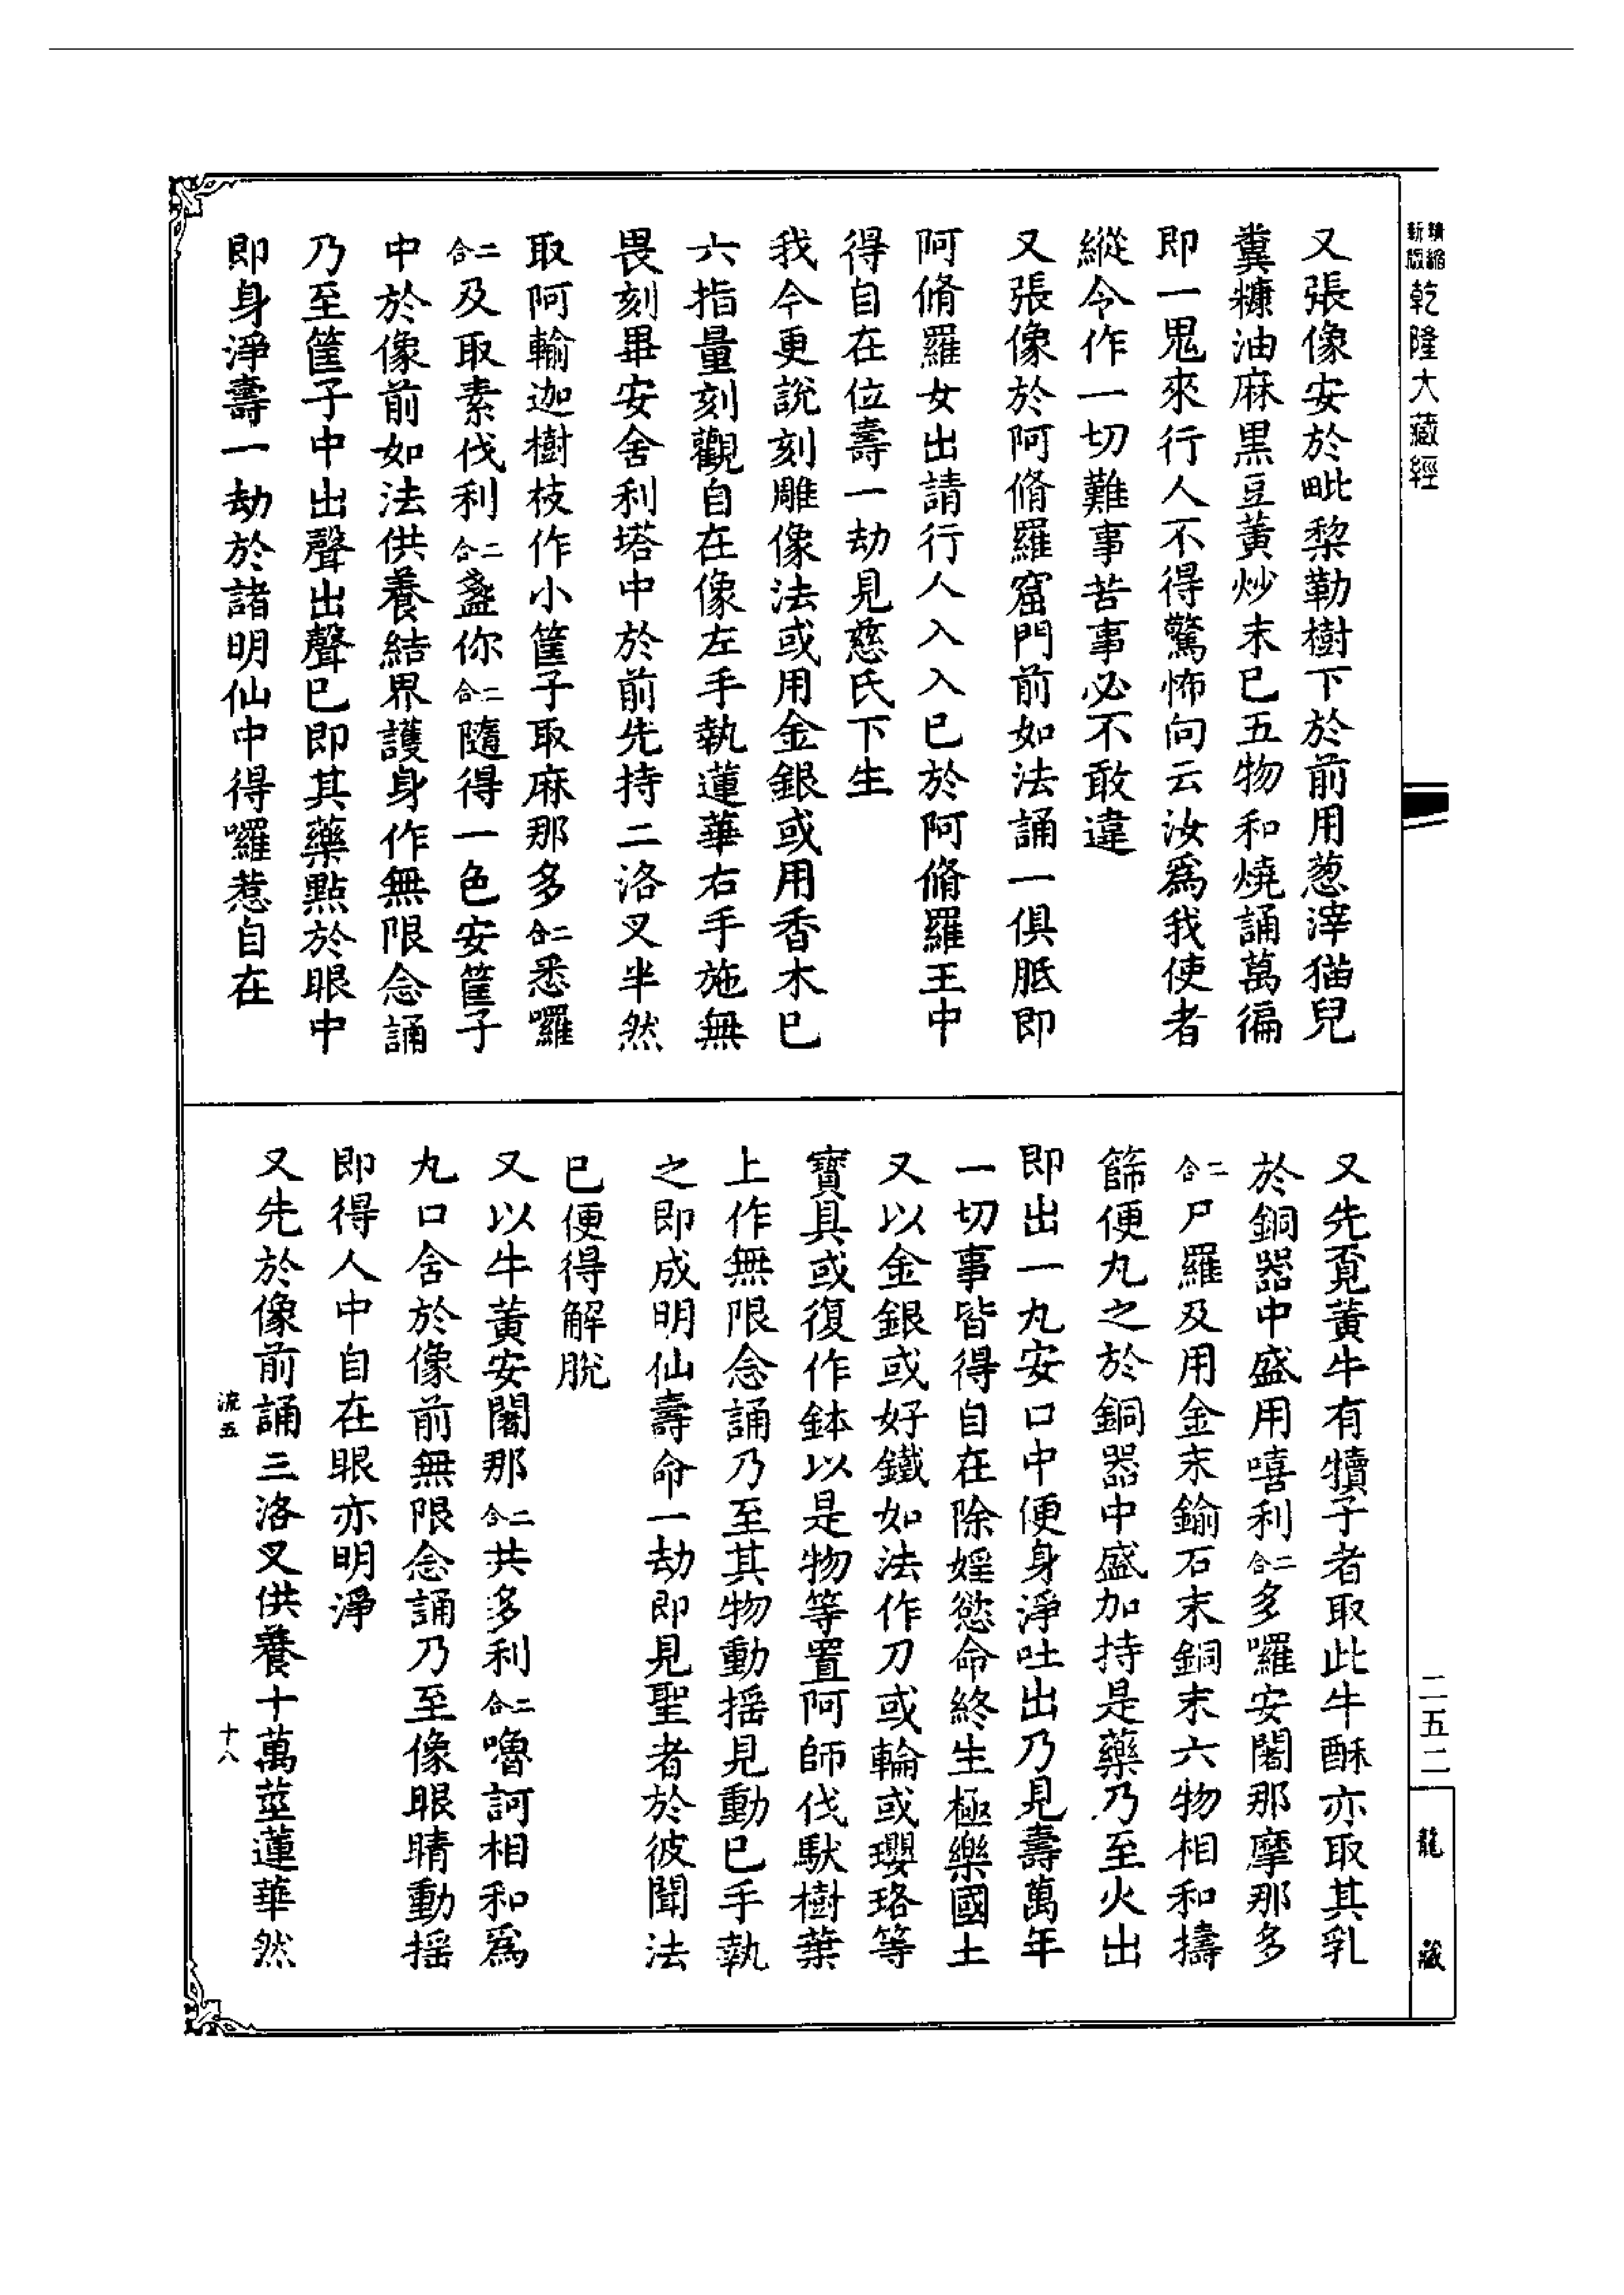 新版精縮
乾隆大藏經
又張像安於毗黎勒樹下於前用葱滓猫兒
糞糠油麻黑豆黃炒末已五物和燒誦萬徧
即一鬼來行人不得驚怖向云汝為我使者
縱令作一切難事苦事必不敢違
又張像於阿脩羅窟門前如法誦一俱胝即
阿脩羅女出請行人入入已於阿脩羅王中
得自在位壽一劫見慈氏下生
我今更說刻雕像法或用金銀或用香木已
六指量刻觀自在像左手執蓮華右手施無
畏刻畢安舍利塔中於前先持二洛叉半然
取阿輸迦樹枝作小筐子取麻那多二合悉囉
二合及取素伐利二合盞你二合隨得一色安筐子
中於像前如法供養結界護身作無限念誦
乃至筐子中出聲出聲已即其藥點於眼中
即身淨壽一劫於諸明仙中得囉惹自在
又先覓黃牛有犢子者取此牛酥亦取其乳
於銅器中盛用嘻利二合多囉安闍那摩那多
二合尸羅及用金末鍮石末銅末六物相和擣
篩便丸之於銅器中盛加持是藥乃至火出
即出一丸安口中便身淨吐出乃見壽萬年
一切事皆得自在除婬慾命終生極樂國土
又以金銀或好鐵如法作刀或輪或瓔珞等
寶具或復作鉢以是物等置阿師伐馱樹葉
上作無限念誦乃至其物動搖見動已手執
之即成明仙壽命一劫即見聖者於彼聞法
已便得解脫
又以牛黃安闍那二合共多利二合嚕訶相和為
丸口含於像前無限念誦乃至像眼睛動搖
即得人中自在眼亦明淨
又先於像前誦三洛叉供養十萬莖蓮華然
流五
十八
二五二
龍藏